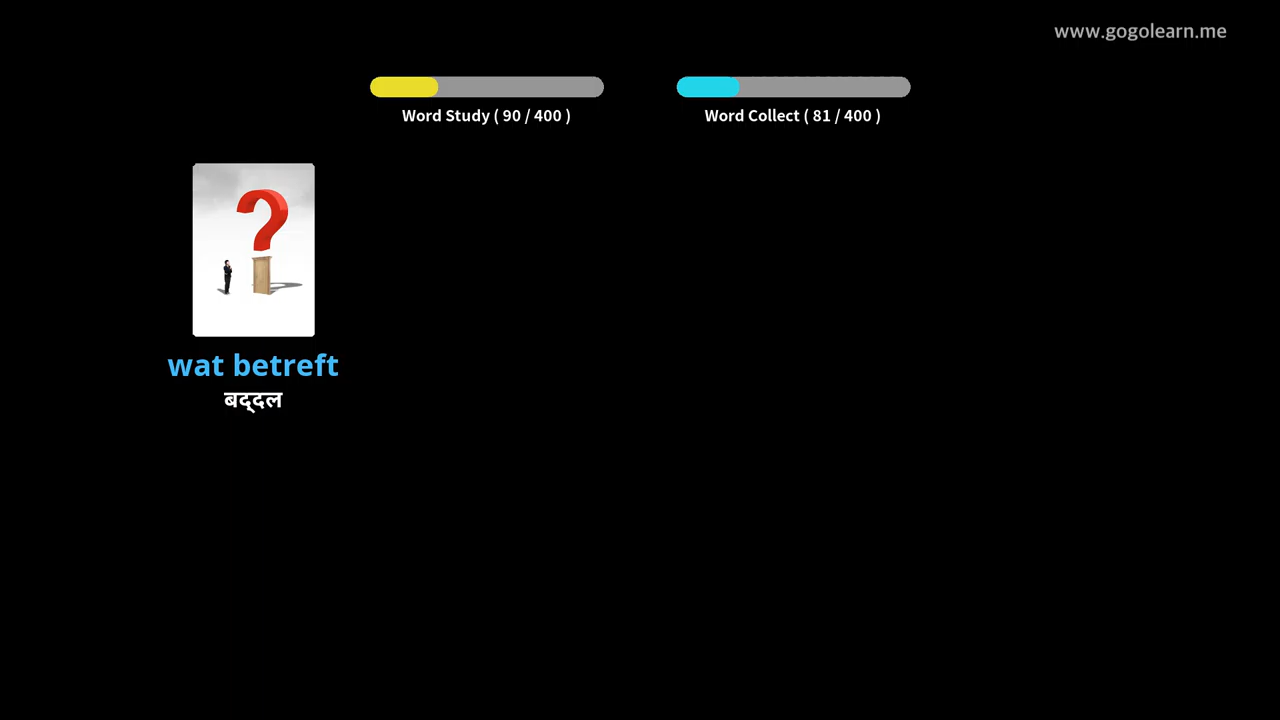 www.gogolearn.me
Word Study ( 90 / 400 )
Word Collect ( 81 / 400 )
wat betreft
बद्दल